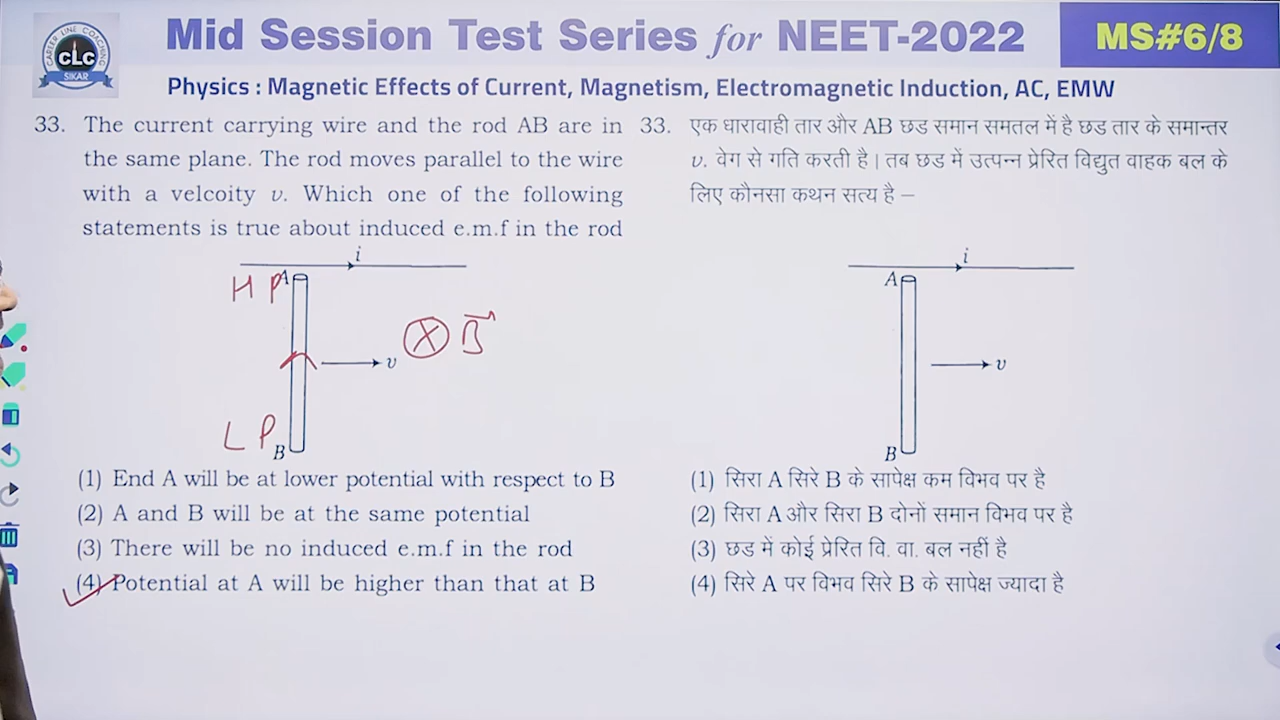 CAREER LINE COACHING
CLC
SIKAR
Mid Session Test Series for NEET-2022
MS#6/8
Physics : Magnetic Effects of Current, Magnetism, Electromagnetic Induction, AC, EMW
33. The current carrying wire and the rod AB are in
the same plane. The rod moves parallel to the wire
with a velcoity v. Which one of the following
statements is true about induced e.m.f in the rod
i
H P A
⊗ B⃗
v
L P B
(1) End A will be at lower potential with respect to B
(2) A and B will be at the same potential
(3) There will be no induced e.m.f in the rod
(4) Potential at A will be higher than that at B
33. एक धारावाही तार और AB छड समान समतल में है छड तार के समान्तर
v. वेग से गति करती है। तब छड में उत्पन्न प्रेरित विद्युत वाहक बल के
लिए कौनसा कथन सत्य है –
i
A
v
B
(1) सिरा A सिरे B के सापेक्ष कम विभव पर है
(2) सिरा A और सिरा B दोनों समान विभव पर है
(3) छड में कोई प्रेरित वि. वा. बल नहीं है
(4) सिरे A पर विभव सिरे B के सापेक्ष ज्यादा है